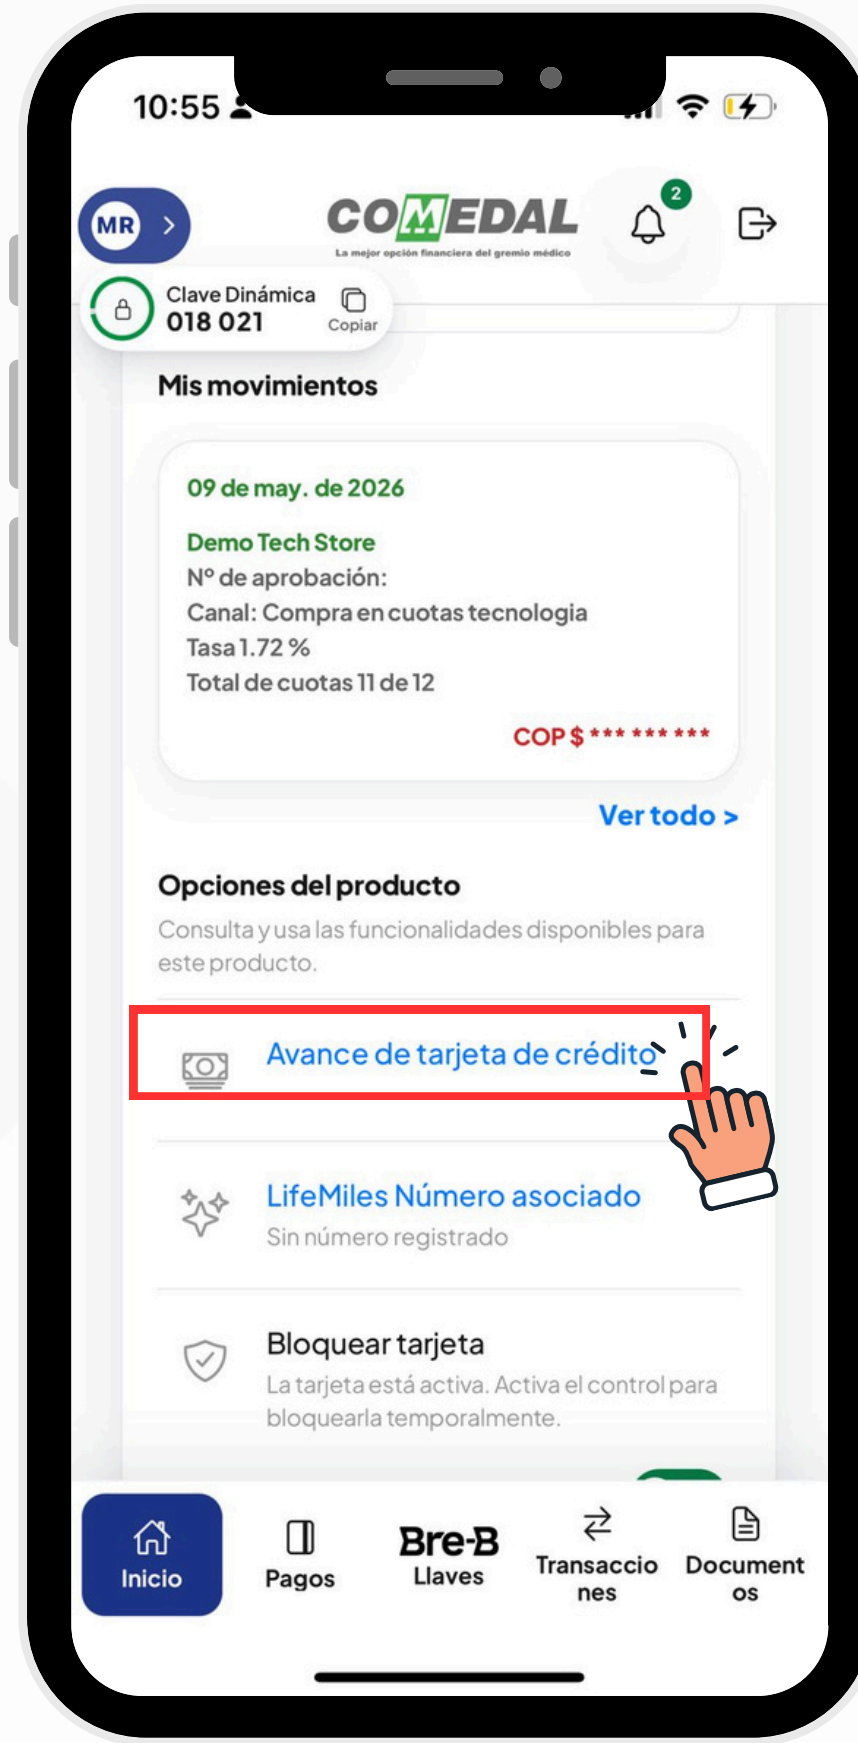 10:55
MR >
COMEDAL
La mejor opción financiera del gremio médico
2
Clave Dinámica
018 021
Copiar
Mis movimientos
09 de may. de 2026
Demo Tech Store
Nº de aprobación:
Canal: Compra en cuotas tecnologia
Tasa 1.72 %
Total de cuotas 11 de 12
COP $ *** *** ***
Ver todo >
Opciones del producto
Consulta y usa las funcionalidades disponibles para
este producto.
Avance de tarjeta de crédito
LifeMiles Número asociado
Sin número registrado
Bloquear tarjeta
La tarjeta está activa. Activa el control para
bloquearla temporalmente.
Inicio
Pagos
Bre-B
Llaves
Transaccio
nes
Document
os